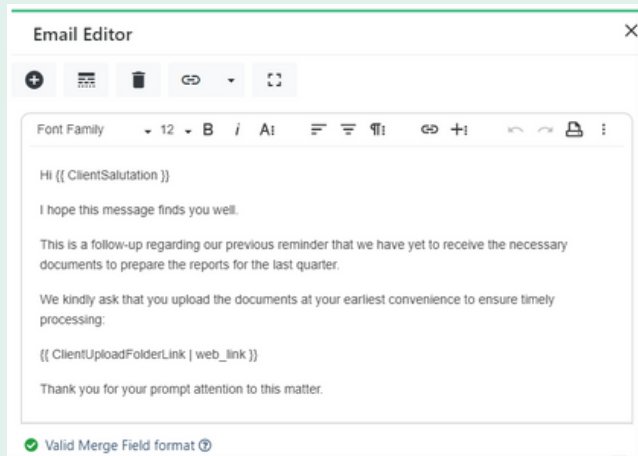 Email Editor
Font Family 12 B i A
Hi {{ ClientSalutation }}
I hope this message finds you well.
This is a follow-up regarding our previous reminder that we have yet to receive the necessary
documents to prepare the reports for the last quarter.
We kindly ask that you upload the documents at your earliest convenience to ensure timely
processing:
{{ ClientUploadFolderLink | web_link }}
Thank you for your prompt attention to this matter.
Valid Merge Field format